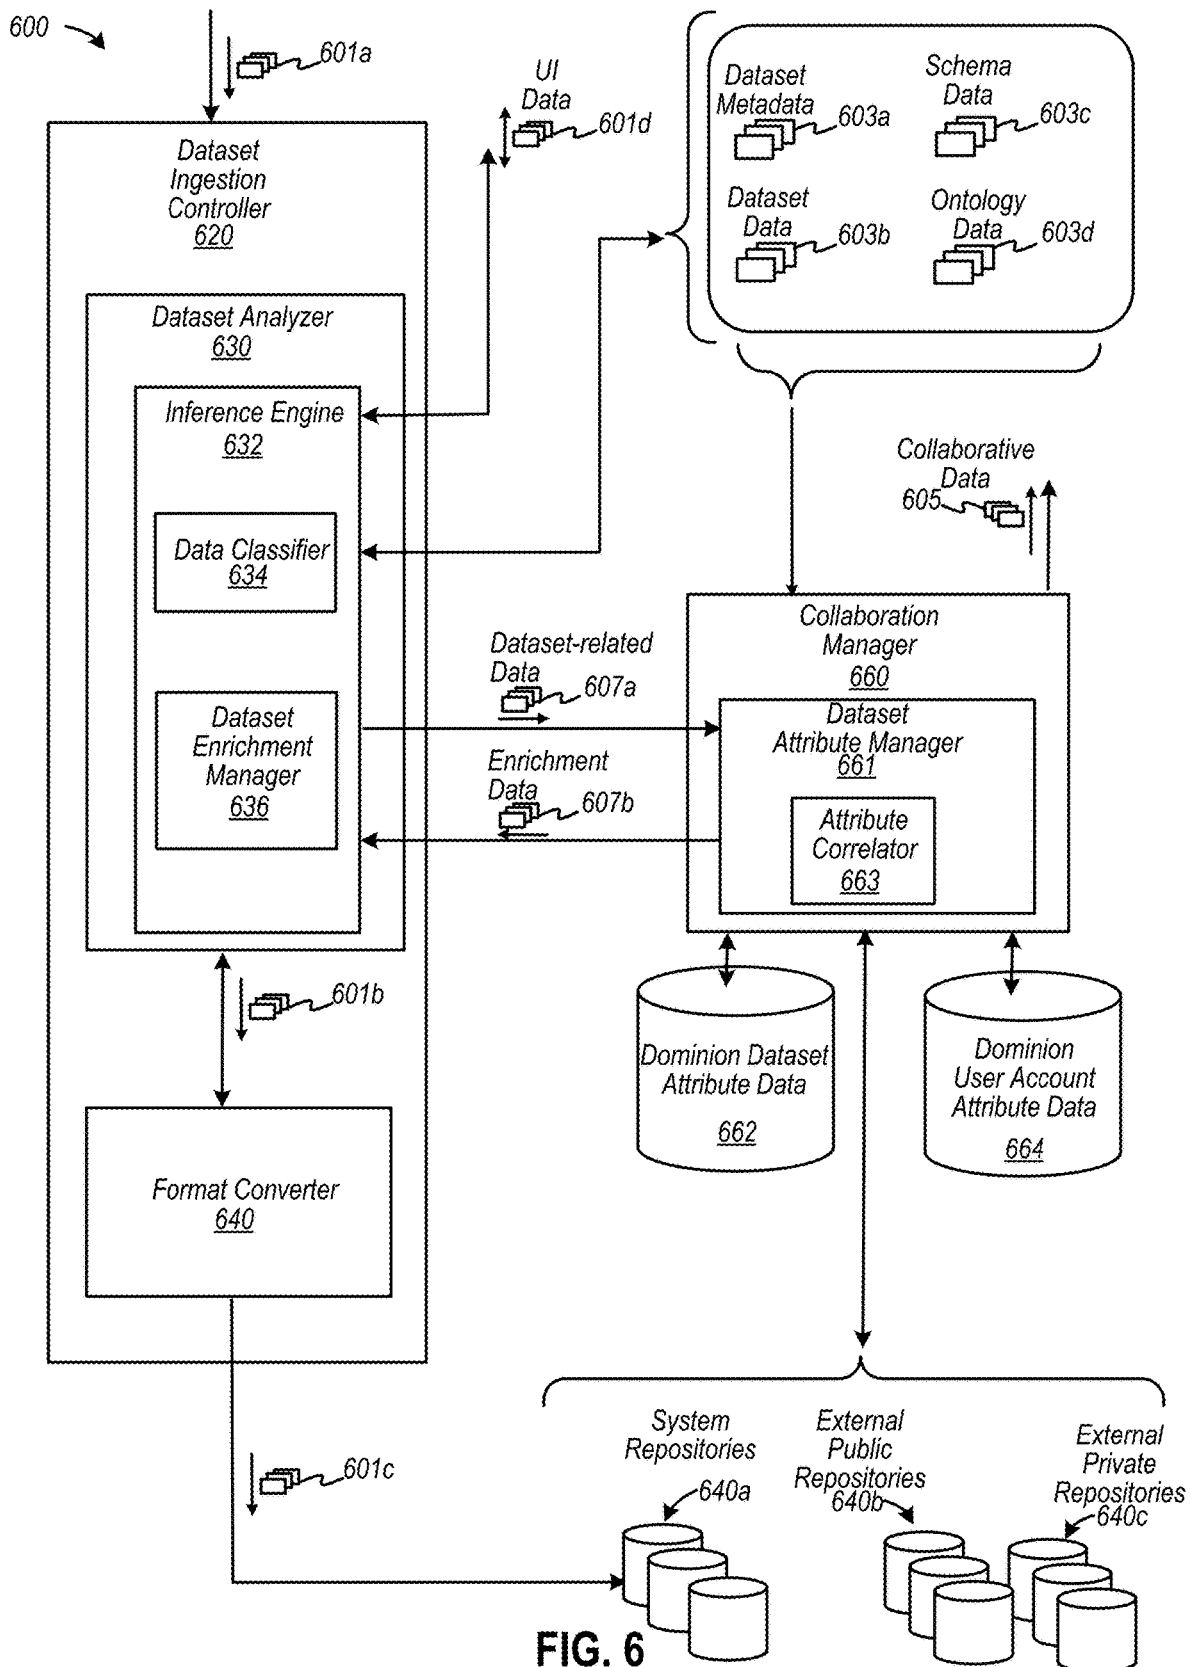 600
601a
Dataset
Ingestion
Controller
620
Dataset Analyzer
630
Inference Engine
632
Data Classifier
634
Dataset
Enrichment
Manager
636
601b
Format Converter
640
601c
UI
Data
601d
Dataset
Metadata
603a
Schema
Data
603c
Dataset
Data
603b
Ontology
Data
603d
Collaborative
Data
605
Dataset-related
Data
607a
Enrichment
Data
607b
Collaboration
Manager
660
Dataset
Attribute Manager
661
Attribute
Correlator
663
Dominion Dataset
Attribute Data
662
Dominion
User Account
Attribute Data
664
System
Repositories
640a
External
Public
Repositories
640b
External
Private
Repositories
640c
FIG. 6